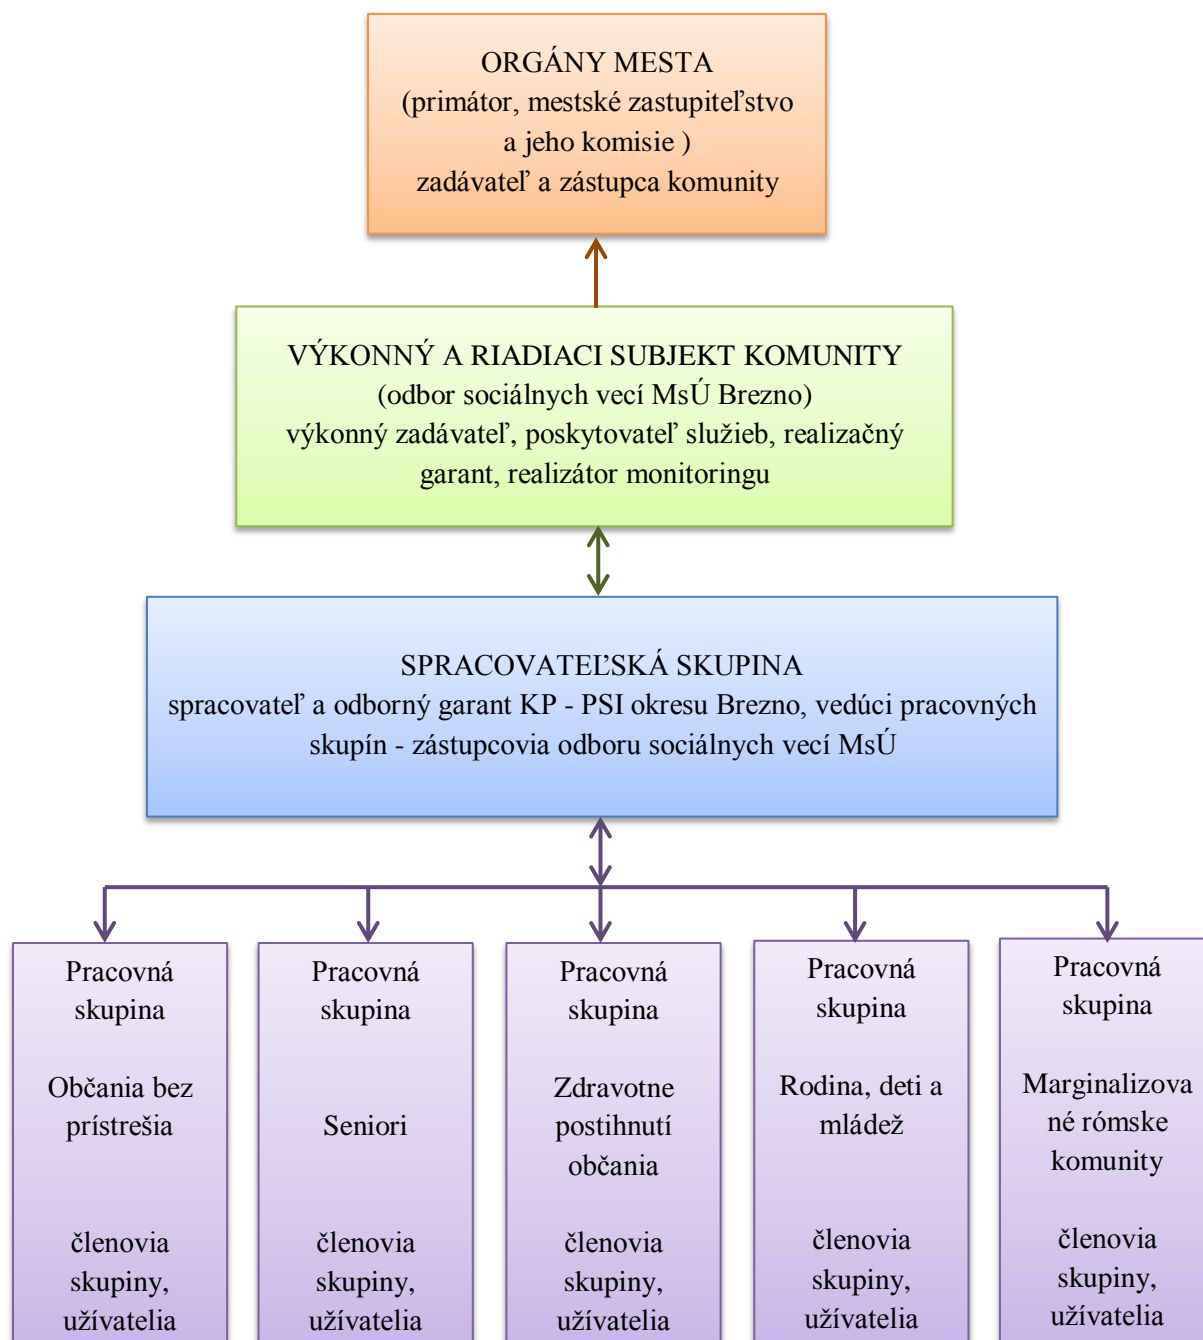 ORGÁNY MESTA
(primátor, mestské zastupiteľstvo
a jeho komisie )
zadávateľ a zástupca komunity
VÝKONNÝ A RIADIACI SUBJEKT KOMUNITY
(odbor sociálnych vecí MsÚ Brezno)
výkonný zadávateľ, poskytovateľ služieb, realizačný
garant, realizátor monitoringu
SPRACOVATEĽSKÁ SKUPINA
spracovateľ a odborný garant KP - PSI okresu Brezno, vedúci pracovných
skupín - zástupcovia odboru sociálnych vecí MsÚ
Pracovná
skupina
Občania bez
prístrešia
členovia
skupiny,
užívatelia
Pracovná
skupina
Seniori
členovia
skupiny,
užívatelia
Pracovná
skupina
Zdravotne
postihnutí
občania
členovia
skupiny,
užívatelia
Pracovná
skupina
Rodina, deti a
mládež
členovia
skupiny,
užívatelia
Pracovná
skupina
Marginalizova
né rómske
komunity
členovia
skupiny,
užívatelia